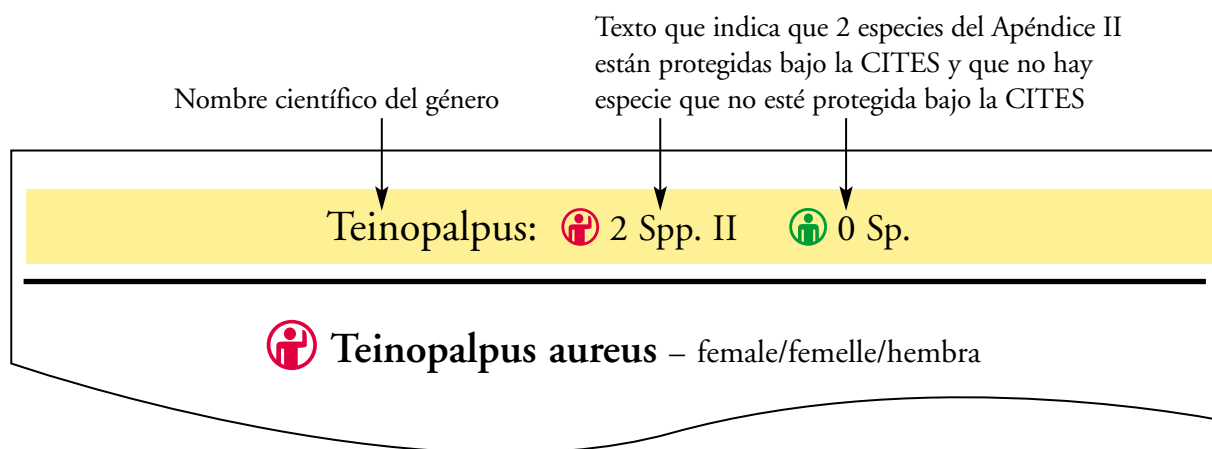 Texto que indica que 2 especies del Apéndice II
están protegidas bajo la CITES y que no hay
especie que no esté protegida bajo la CITES
Nombre científico del género
Teinopalpus: 2 Spp. II 0 Sp.
Teinopalpus aureus – female/femelle/hembra